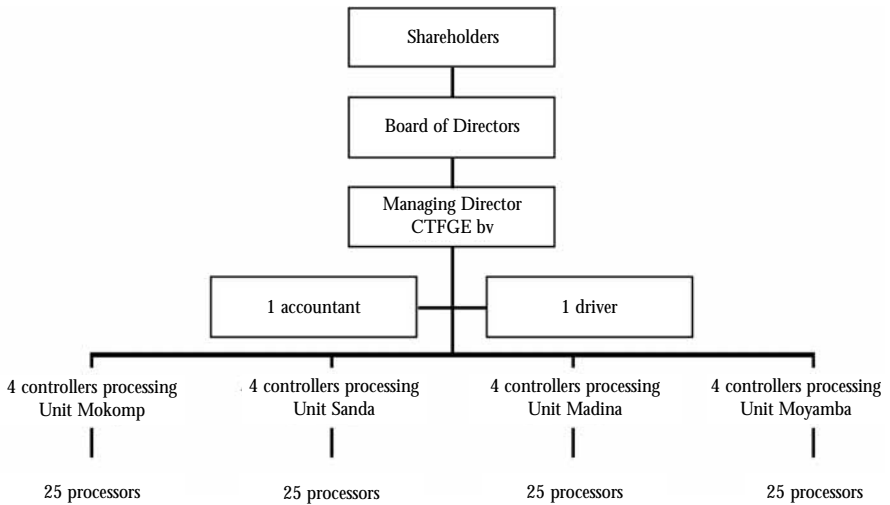 Shareholders
Board of Directors
Managing Director
CTFGE bv
1 accountant
1 driver
4 controllers processing
Unit Mokomp
4 controllers processing
Unit Sanda
4 controllers processing
Unit Madina
4 controllers processing
Unit Moyamba
25 processors
25 processors
25 processors
25 processors